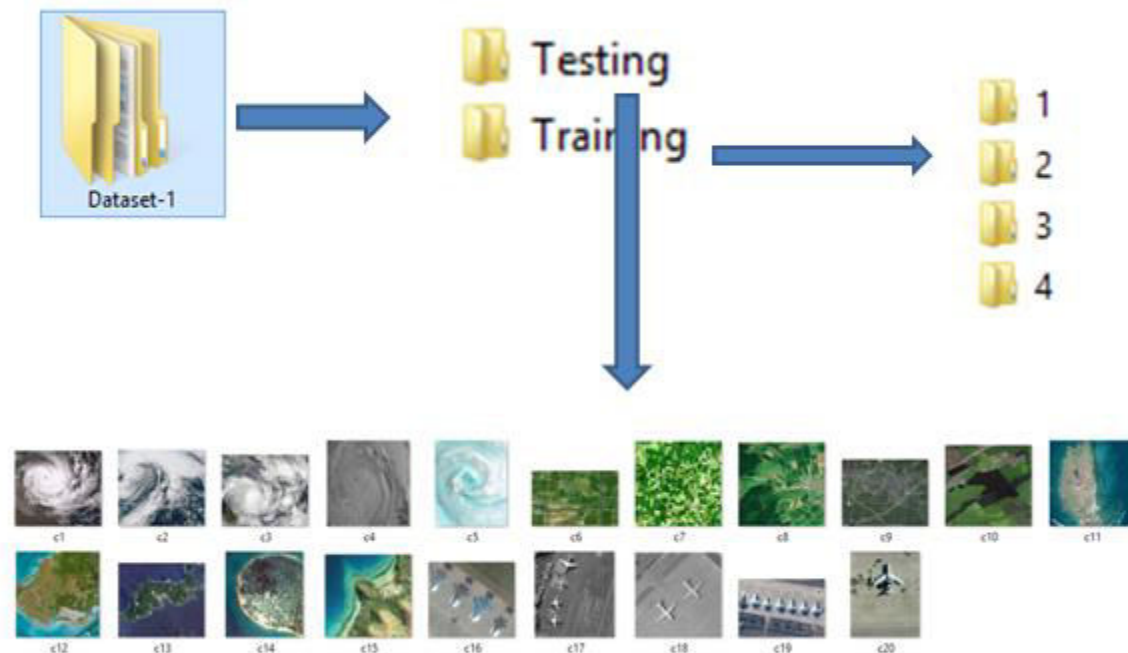 Dataset-1
Testing
Training
1
2
3
4
c1 c2 c3 c4 c5 c6 c7 c8 c9 c10 c11
c12 c13 c14 c15 c16 c17 c18 c19 c20